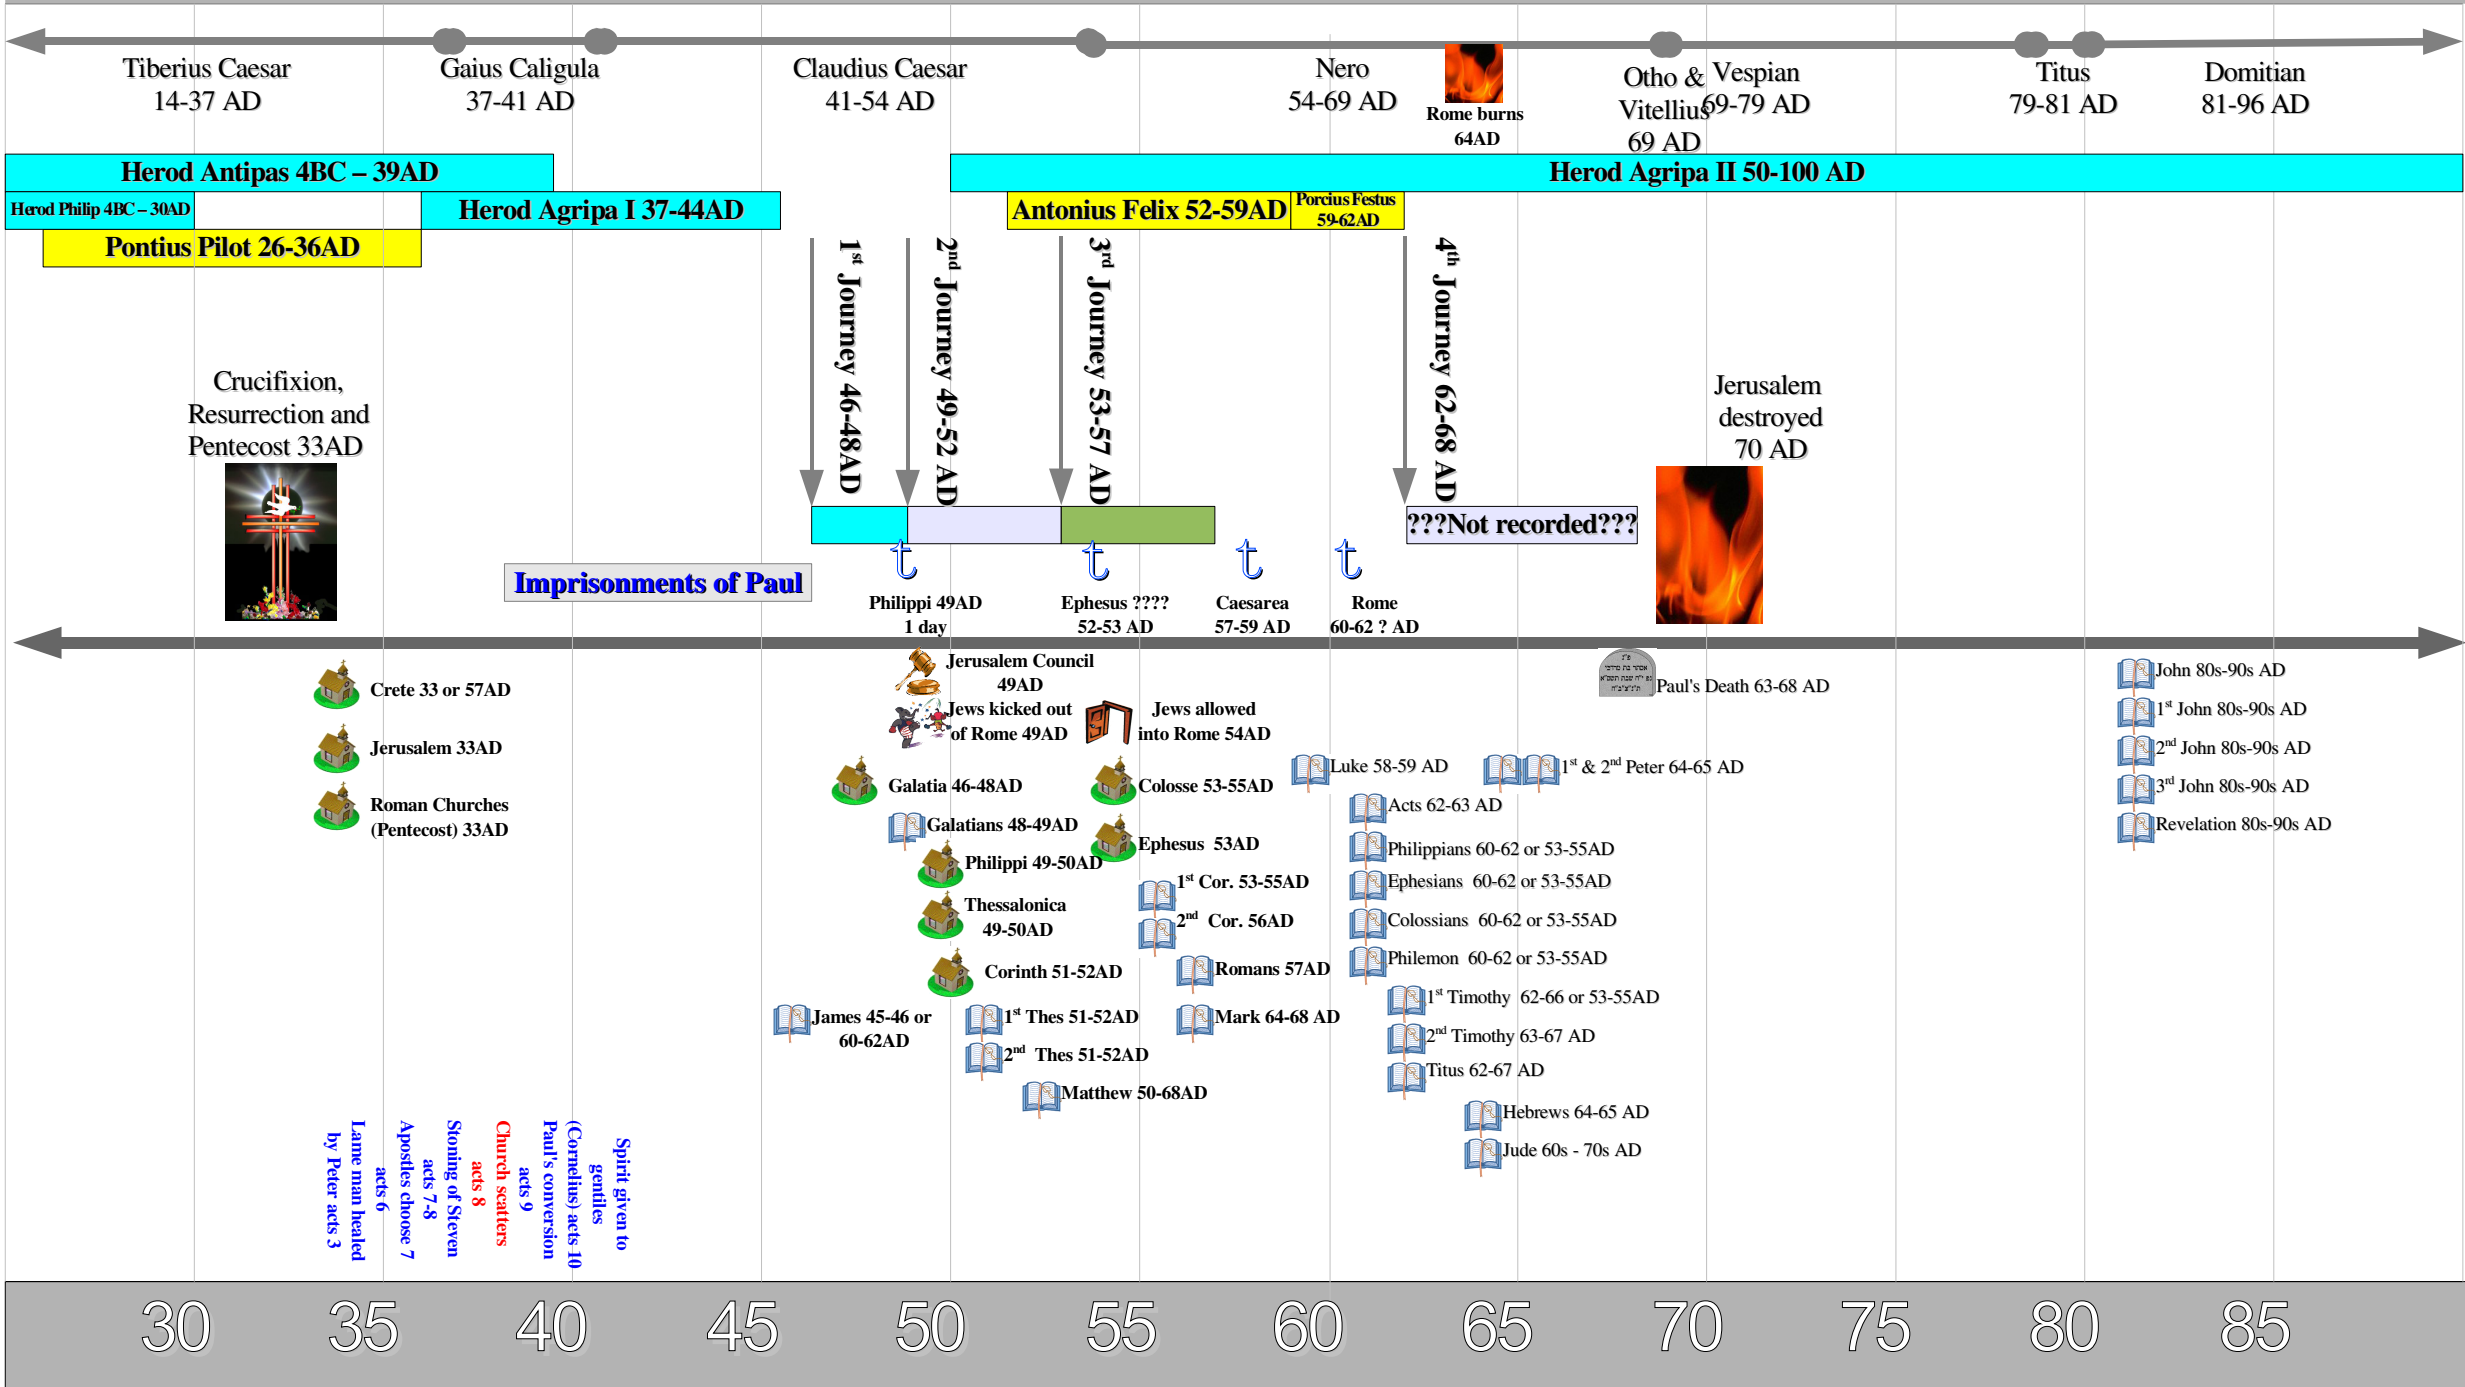 Tiberius Caesar
14-37 AD
Gaius Caligula
37-41 AD
Claudius Caesar
41-54 AD
Nero
54-69 AD
Rome burns
64AD
Otho &
Vitellius
69 AD
Vespian
69-79 AD
Titus
79-81 AD
Domitian
81-96 AD
Herod Antipas 4BC – 39AD
Herod Agripa II 50-100 AD
Herod Philip 4BC – 30AD
Herod Agripa I 37-44AD
Antonius Felix 52-59AD
Porcius Festus
59-62AD
Pontius Pilot 26-36AD
1st Journey 46-48AD
2nd Journey 49-52 AD
3rd Journey 53-57 AD
4th Journey 62-68 AD
Crucifixion,
Resurrection and
Pentecost 33AD
Jerusalem
destroyed
70 AD
???Not recorded???
Imprisonments of Paul
t
t
t
t
Philippi 49AD
1 day
Ephesus ????
52-53 AD
Caesarea
57-59 AD
Rome
60-62 ? AD
Crete 33 or 57AD
Jerusalem 33AD
Roman Churches
(Pentecost) 33AD
Jerusalem Council
49AD
Jews kicked out
of Rome 49AD
Jews allowed
into Rome 54AD
Galatia 46-48AD
Galatians 48-49AD
Philippi 49-50AD
Thessalonica
49-50AD
Corinth 51-52AD
James 45-46 or
60-62AD
1st Thes 51-52AD
2nd Thes 51-52AD
Matthew 50-68AD
Colosse 53-55AD
Ephesus 53AD
1st Cor. 53-55AD
2nd Cor. 56AD
Romans 57AD
Mark 64-68 AD
Luke 58-59 AD
Acts 62-63 AD
Philippians 60-62 or 53-55AD
Ephesians 60-62 or 53-55AD
Colossians 60-62 or 53-55AD
Philemon 60-62 or 53-55AD
1st Timothy 62-66 or 53-55AD
2nd Timothy 63-67 AD
Titus 62-67 AD
Hebrews 64-65 AD
Jude 60s - 70s AD
1st & 2nd Peter 64-65 AD
Paul's Death 63-68 AD
John 80s-90s AD
1st John 80s-90s AD
2nd John 80s-90s AD
3rd John 80s-90s AD
Revelation 80s-90s AD
Lame man healed
by Peter acts 3
Apostles choose 7
acts 6
Stoning of Steven
acts 7-8
Church scatters
acts 8
Paul's conversion
acts 9
Spirit given to
gentiles
(Cornelius) acts 10
30
35
40
45
50
55
60
65
70
75
80
85